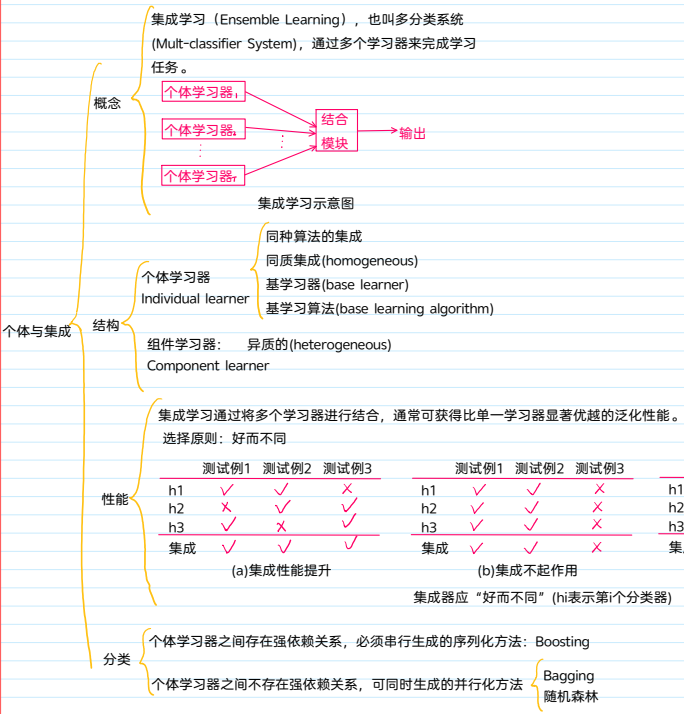 集成学习（Ensemble Learning），也叫多分类系统
(Mult-classifier System)，通过多个学习器来完成学习
任务。
概念
个体学习器₁
个体学习器
个体学习器T
结合
模块
输出
集成学习示意图
个体与集成
结构
个体学习器
Individual learner
同种算法的集成
同质集成(homogeneous)
基学习器(base learner)
基学习算法(base learning algorithm)
组件学习器： 异质的(heterogeneous)
Component learner
性能
集成学习通过将多个学习器进行结合，通常可获得比单一学习器显著优越的泛化性能。
选择原则：好而不同
测试例1 测试例2 测试例3
h1 ✓ ✓ ×
h2 × ✓ ✓
h3 ✓ × ✓
集成 ✓ ✓ ✓
(a)集成性能提升
测试例1 测试例2 测试例3
h1 ✓ ✓ ×
h2 ✓ ✓ ×
h3 ✓ ✓ ×
集成 ✓ ✓ ×
(b)集成不起作用
h1
h2
h3
集
集成器应“好而不同”(hi表示第i个分类器)
分类
个体学习器之间存在强依赖关系，必须串行生成的序列化方法：Boosting
个体学习器之间不存在强依赖关系，可同时生成的并行化方法
Bagging
随机森林